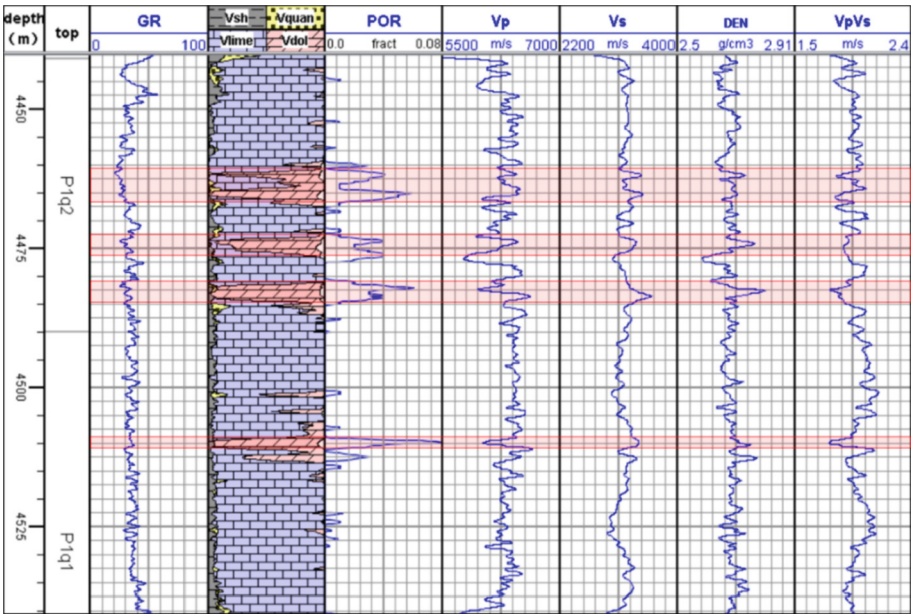 depth (m) top GR Vsh Vquan POR Vp Vs DEN VpVs
0 100 Vlime Vdol 0.0 fract 0.08 5500 m/s 7000 2200 m/s 4000 2.5 g/cm3 2.91 1.5 m/s 2.4
4450
P1q2
4475
4500
4525
P1q1